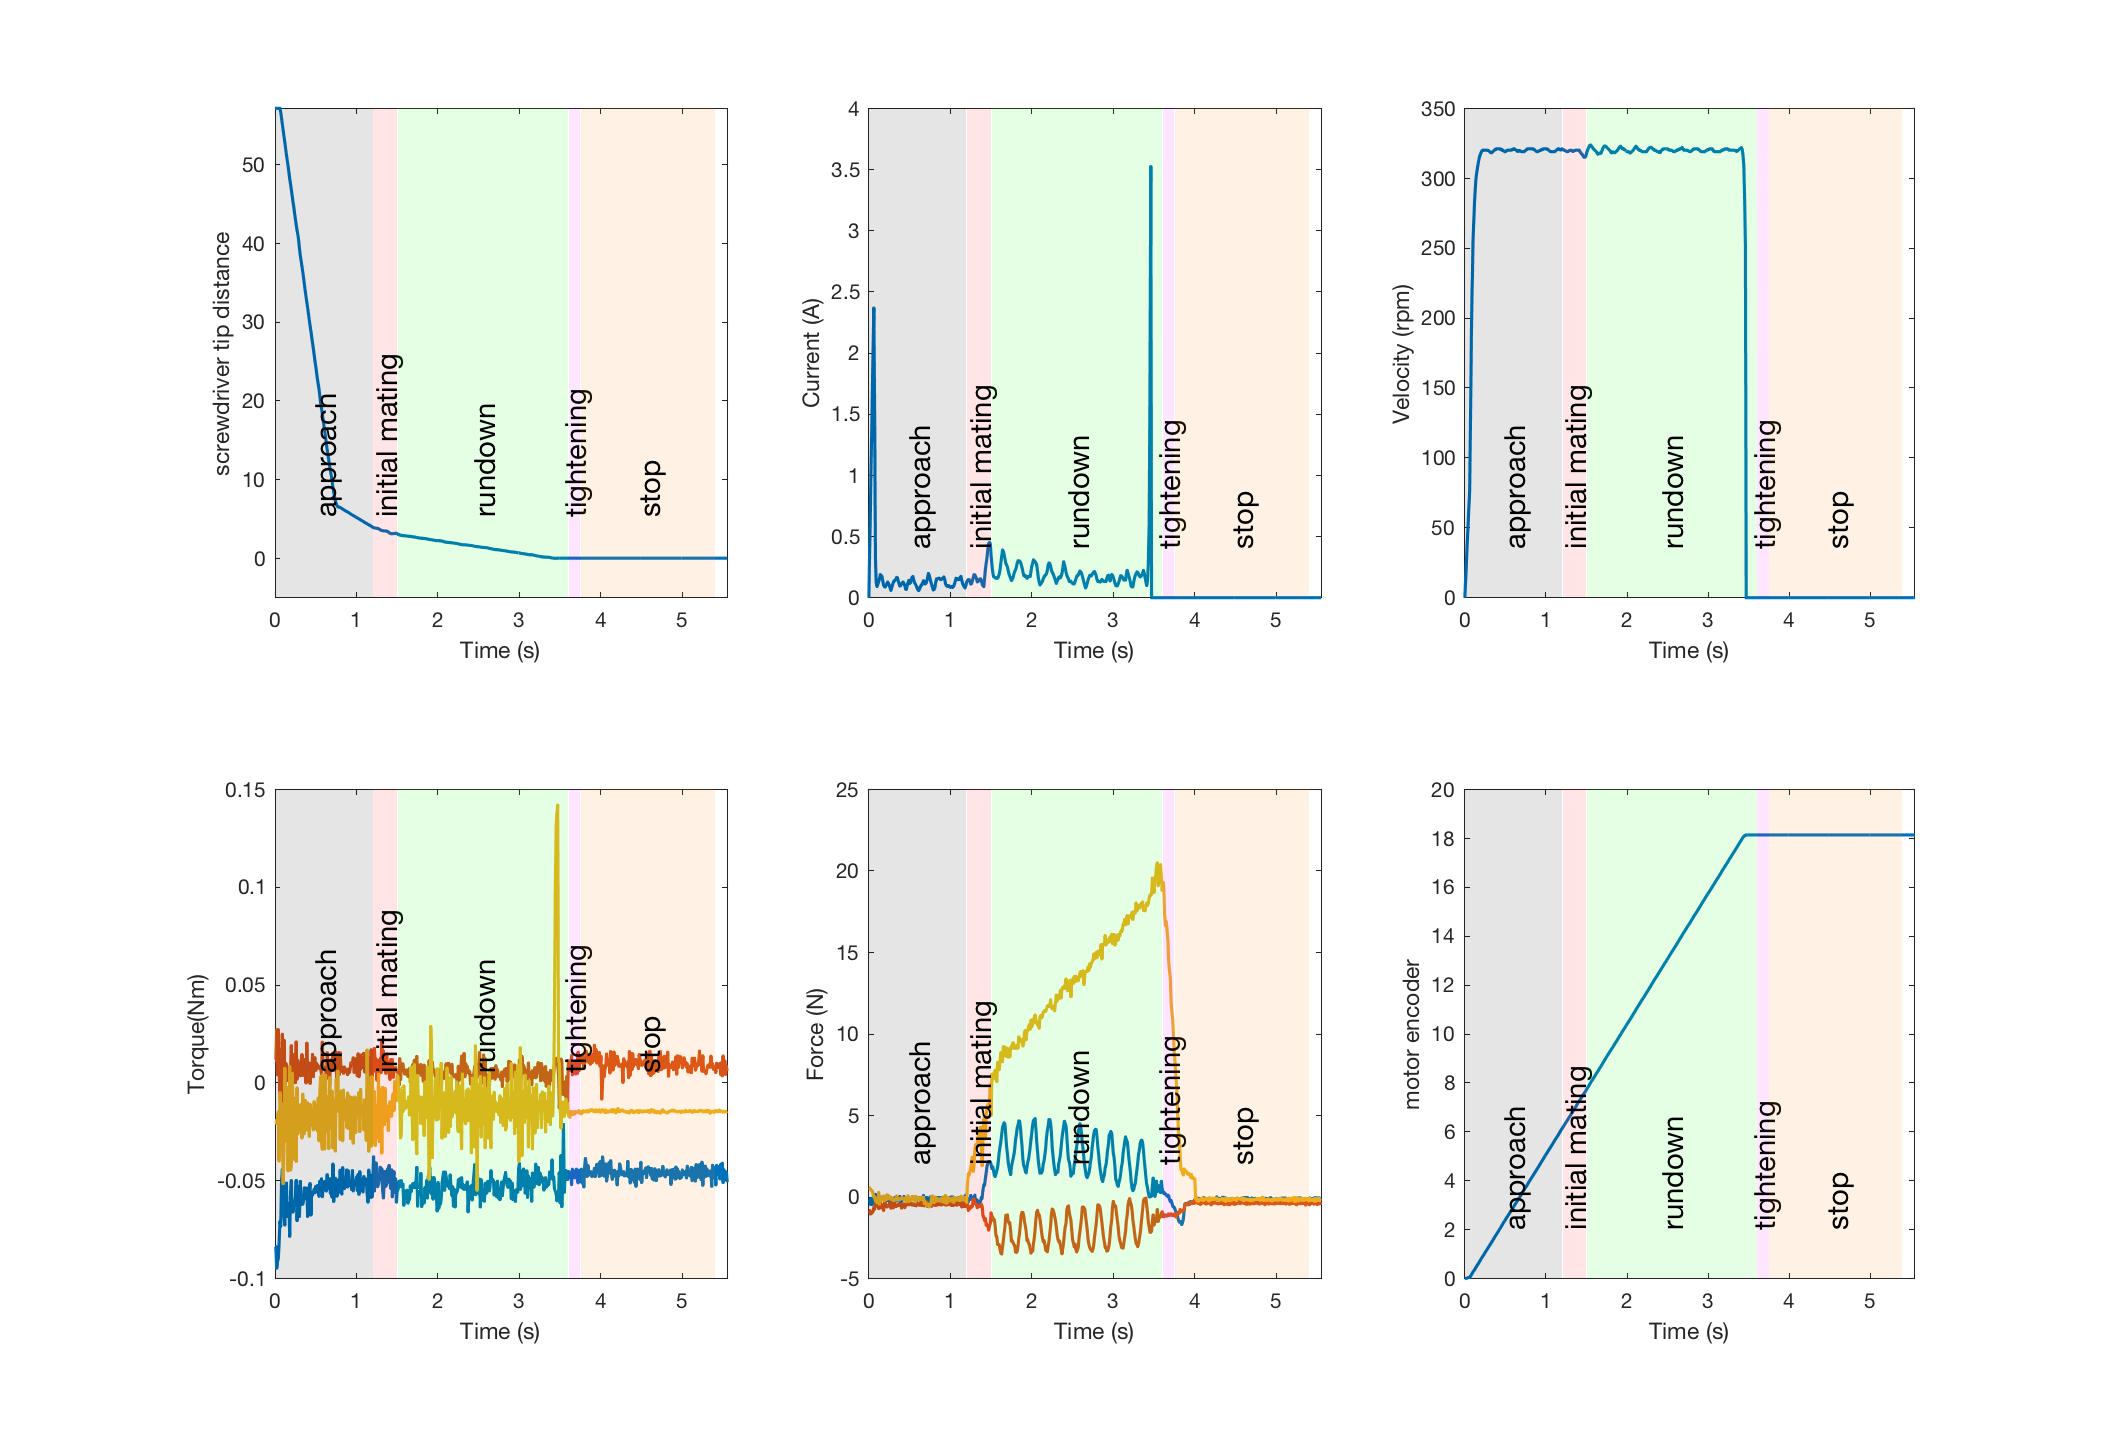 screwdriver tip distance
50
40
30
20
10
0
approach
initial mating
rundown
tightening
stop
0 1 2 3 4 5
Time (s)
Current (A)
4
3.5
3
2.5
2
1.5
1
0.5
0
approach
initial mating
rundown
tightening
stop
0 1 2 3 4 5
Time (s)
Velocity (rpm)
350
300
250
200
150
100
50
0
approach
initial mating
rundown
tightening
stop
0 1 2 3 4 5
Time (s)
Torque(Nm)
0.15
0.1
0.05
0
-0.05
-0.1
approach
initial mating
rundown
tightening
stop
0 1 2 3 4 5
Time (s)
Force (N)
25
20
15
10
5
0
-5
approach
initial mating
rundown
tightening
stop
0 1 2 3 4 5
Time (s)
motor encoder
20
18
16
14
12
10
8
6
4
2
0
approach
initial mating
rundown
tightening
stop
0 1 2 3 4 5
Time (s)